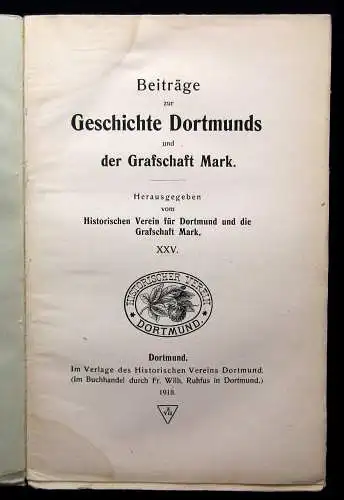 Beiträge
zur
Geschichte Dortmunds
und
der Grafschaft Mark.
Herausgegeben
vom
Historischen Verein für Dortmund und die
Grafschaft Mark.
XXV.
HISTORISCHER VEREIN
DORTMUND.
Dortmund.
Im Verlage des Historischen Vereins Dortmund.
(Im Buchhandel durch Fr. Wilh. Ruhfus in Dortmund.)
1918.